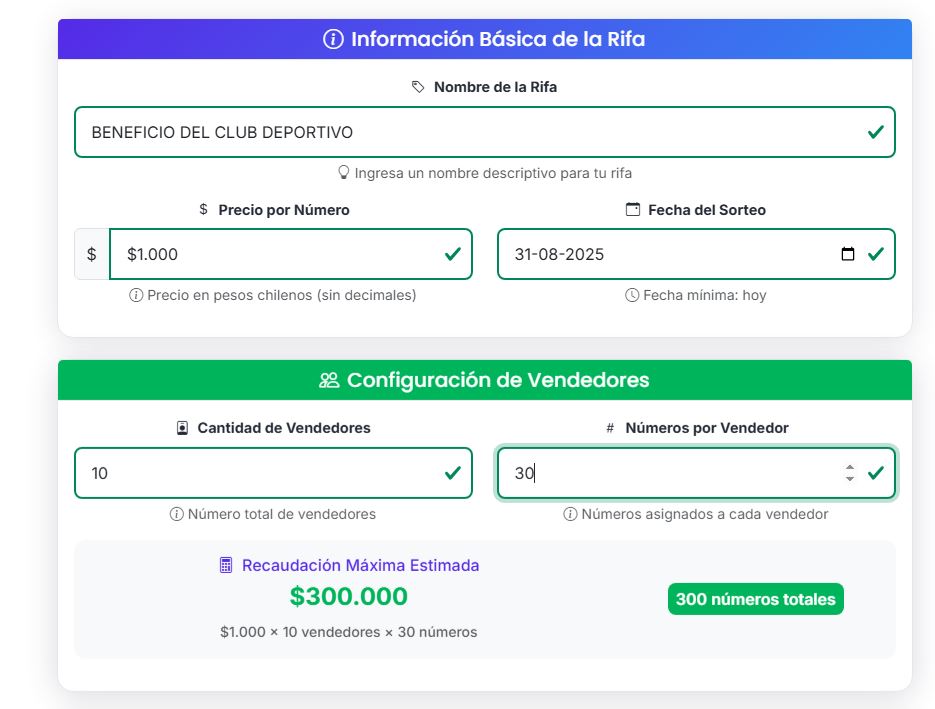 Información Básica de la Rifa
Nombre de la Rifa
BENEFICIO DEL CLUB DEPORTIVO
Ingresa un nombre descriptivo para tu rifa
$ Precio por Número
Fecha del Sorteo
$ $1.000
31-08-2025
Precio en pesos chilenos (sin decimales)
Fecha mínima: hoy
Configuración de Vendedores
Cantidad de Vendedores
# Números por Vendedor
10
30
Número total de vendedores
Números asignados a cada vendedor
Recaudación Máxima Estimada
$300.000
300 números totales
$1.000 × 10 vendedores × 30 números